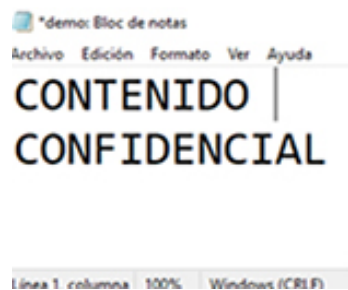 *demo: Bloc de notas
Archivo Edición Formato Ver Ayuda
CONTENIDO
CONFIDENCIAL
Línea 1, columna 100% Windows (CRLF)